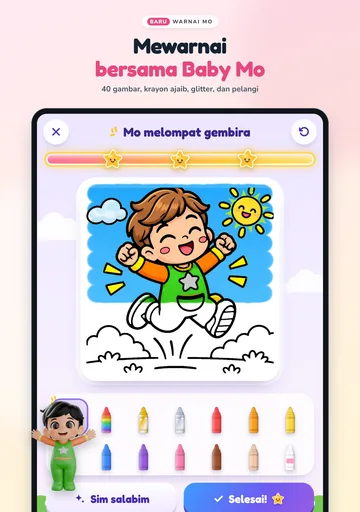 BARU WARNAI MO
Mewarnai
bersama Baby Mo
40 gambar, krayon ajaib, glitter, dan pelangi
Mo melompat gembira
Sim salabim
Selesai!